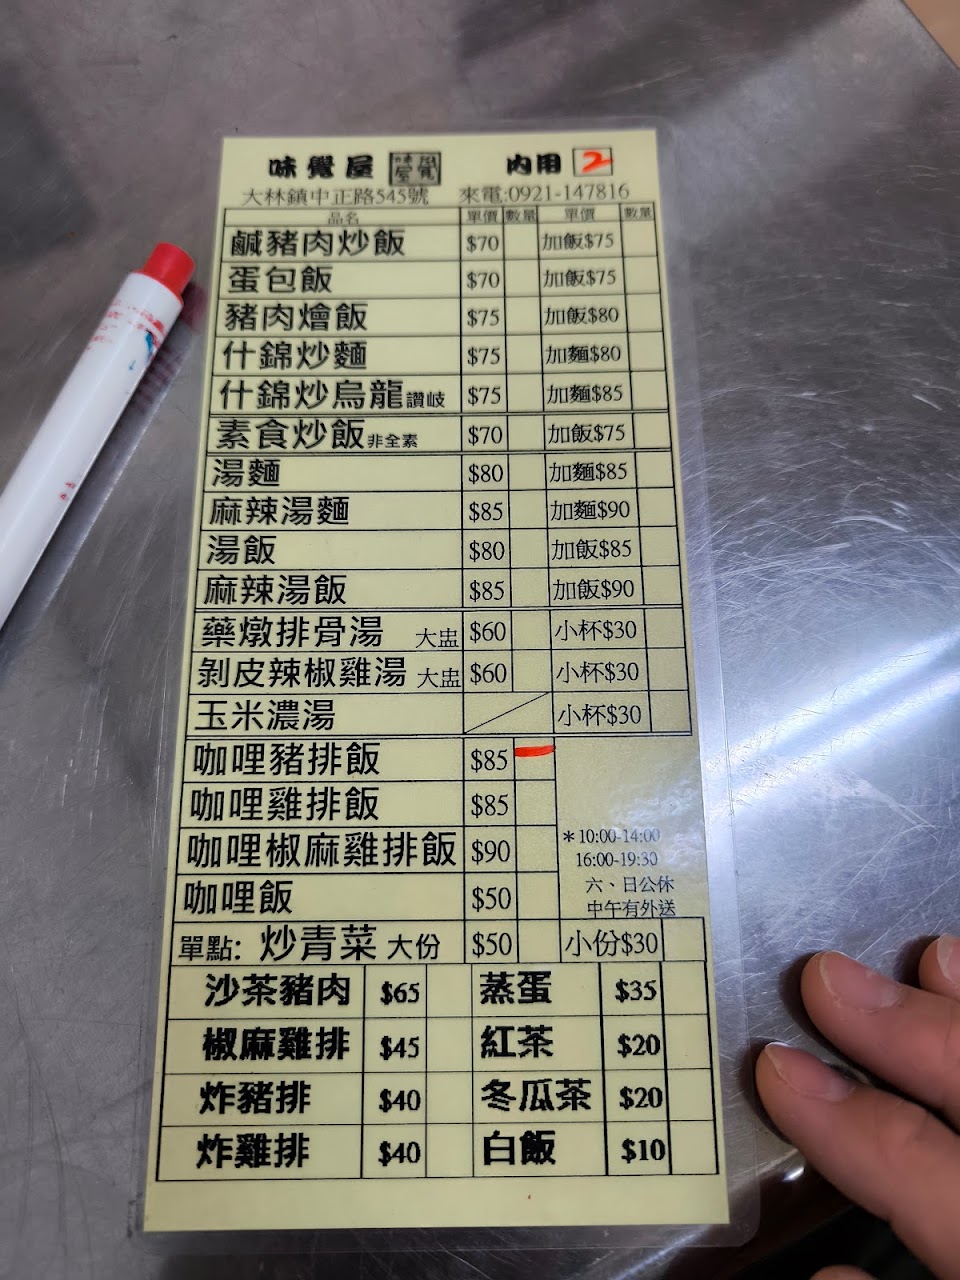 味覺屋 味覺屋 內用 2
大林鎮中正路545號 來電:0921-147816
品名 單價 數量 單價 數量
鹹豬肉炒飯 $70 加飯$75
蛋包飯 $70 加飯$75
豬肉燴飯 $75 加飯$80
什錦炒麵 $75 加麵$80
什錦炒烏龍讚岐 $75 加麵$85
素食炒飯非全素 $70 加飯$75
湯麵 $80 加麵$85
麻辣湯麵 $85 加麵$90
湯飯 $80 加飯$85
麻辣湯飯 $85 加飯$90
藥燉排骨湯 大盅 $60 小杯$30
剝皮辣椒雞湯 大盅 $60 小杯$30
玉米濃湯 小杯$30
咖哩豬排飯 $85
咖哩雞排飯 $85
咖哩椒麻雞排飯 $90
咖哩飯 $50
*10:00-14:00
16:00-19:30
六、日公休
中午有外送
單點: 炒青菜 大份 $50 小份$30
沙茶豬肉 $65 蒸蛋 $35
椒麻雞排 $45 紅茶 $20
炸豬排 $40 冬瓜茶 $20
炸雞排 $40 白飯 $10